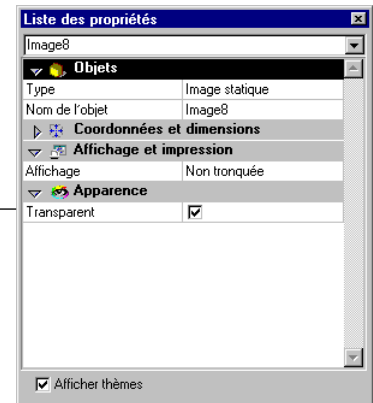 Liste des propriétés
Image8
Objets
Type Image statique
Nom de l'objet Image8
Coordonnées et dimensions
Affichage et impression
Affichage Non tronquée
Apparence
Transparent
Afficher thèmes